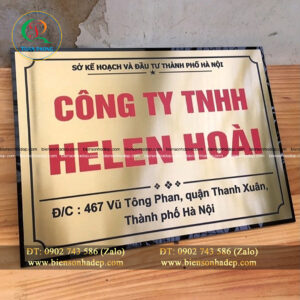 BIỂN ĐẸP
SỞ KẾ HOẠCH VÀ ĐẦU TƯ THÀNH PHỐ HÀ NỘI
CÔNG TY TNHH
HELEN HOÀI
Đ/C : 467 Vũ Tông Phan, quận Thanh Xuân,
Thành phố Hà Nội
ĐT: 0902 743 586 (Zalo) ĐT: 0902 743 586 (Zalo)
www.biensonhadep.com www.biensonhadep.com